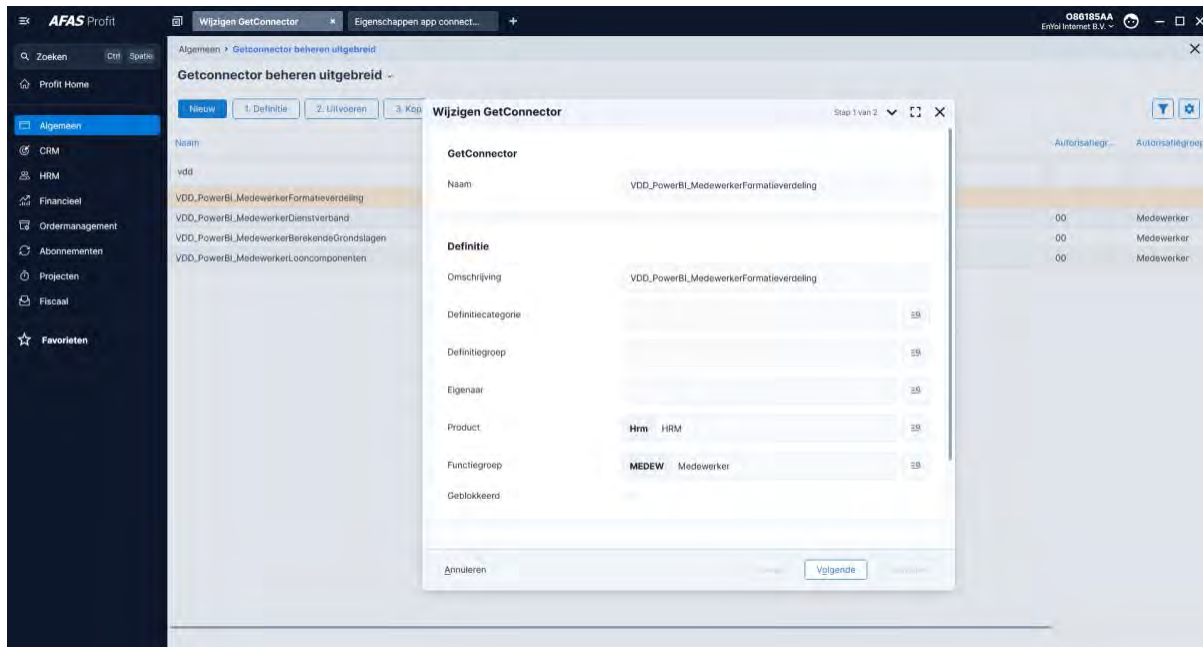 AFAS Profit
Wijzigen GetConnector ×
Eigenschappen app connect... +
086185AA
EnYoi Internet B.V.
Zoeken Ctrl Spatie
Profit Home
Algemeen
CRM
HRM
Financieel
Ordermanagement
Abonnementen
Projecten
Fiscaal
Favorieten
Algemeen › Getconnector beheren uitgebreid
Getconnector beheren uitgebreid
Nieuw 1. Definitie 2. Uitvoeren 3. Kop
Naam Autorisatiegr... Autorisatiegroep
vdd
VDD_PowerBI_MedewerkerFormatieverdeling
VDD_PowerBI_MedewerkerDienstverband 00 Medewerker
VDD_PowerBI_MedewerkerBerekendeGrondslagen 00 Medewerker
VDD_PowerBI_MedewerkerLooncomponenten 00 Medewerker
Wijzigen GetConnector Stap 1 van 2
GetConnector
Naam VDD_PowerBI_MedewerkerFormatieverdeling
Definitie
Omschrijving VDD_PowerBI_MedewerkerFormatieverdeling
Definitiecategorie
Definitiegroep
Eigenaar
Product Hrm HRM
Functiegroep MEDEW Medewerker
Geblokkeerd
Annuleren Volgende